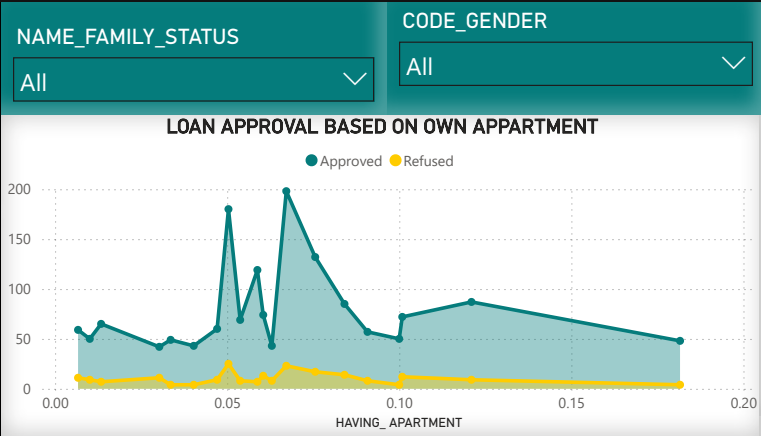 NAME_FAMILY_STATUS
All
CODE_GENDER
All
LOAN APPROVAL BASED ON OWN APPARTMENT
Approved Refused
200
150
100
50
0
0.00 0.05 0.10 0.15 0.20
HAVING_ APARTMENT